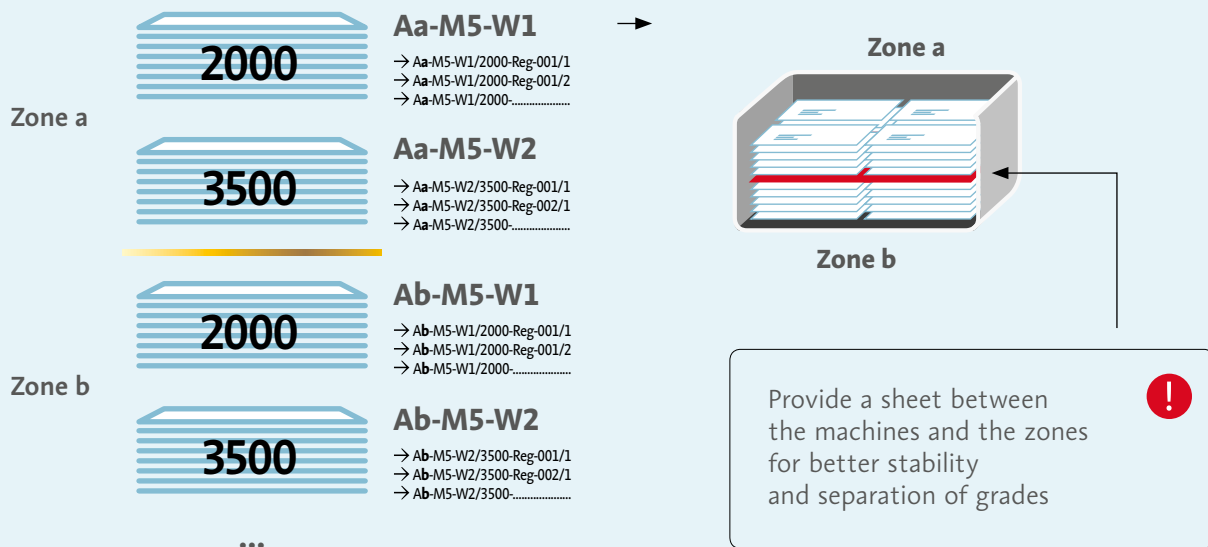 Zone a
2000
Aa-M5-W1
→ Aa-M5-W1/2000-Reg-001/1
→ Aa-M5-W1/2000-Reg-001/2
→ Aa-M5-W1/2000-....................
3500
Aa-M5-W2
→ Aa-M5-W2/3500-Reg-001/1
→ Aa-M5-W2/3500-Reg-002/1
→ Aa-M5-W2/3500-....................
Zone b
2000
Ab-M5-W1
→ Ab-M5-W1/2000-Reg-001/1
→ Ab-M5-W1/2000-Reg-001/2
→ Ab-M5-W1/2000-....................
3500
Ab-M5-W2
→ Ab-M5-W2/3500-Reg-001/1
→ Ab-M5-W2/3500-Reg-002/1
→ Ab-M5-W2/3500-....................
...
Zone a
Zone b
Provide a sheet between
the machines and the zones
for better stability
and separation of grades
!